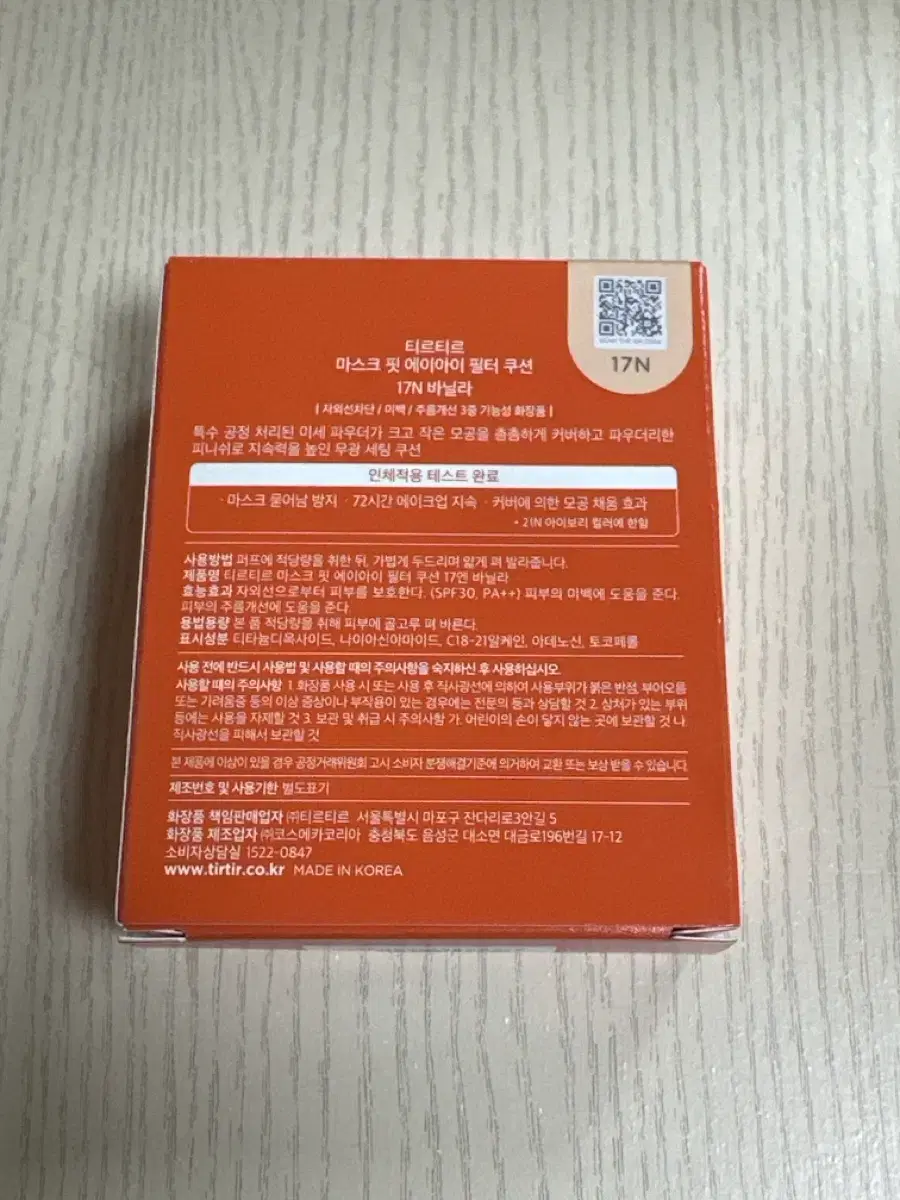 17N
티르티르
마스크 핏 에이아이 필터 쿠션
17N 바닐라
| 자외선차단 / 미백 / 주름개선 3중 기능성 화장품 |
특수 공정 처리된 미세 파우더가 크고 작은 모공을 촘촘하게 커버하고 파우더리한
피니쉬로 지속력을 높인 무광 세팅 쿠션
인체적용 테스트 완료
· 마스크 묻어남 방지 · 72시간 메이크업 지속 · 커버에 의한 모공 채움 효과
* 21N 아이보리 컬러에 한함
사용방법 퍼프에 적당량을 취한 뒤, 가볍게 두드리며 얇게 펴 발라줍니다.
제품명 티르티르 마스크 핏 에이아이 필터 쿠션 17엔 바닐라
효능효과 자외선으로부터 피부를 보호한다. (SPF30, PA++) 피부의 미백에 도움을 준다.
피부의 주름개선에 도움을 준다.
용법용량 본 품 적당량을 취해 피부에 골고루 펴 바른다.
표시성분 티타늄디옥사이드, 나이아신아마이드, C18-21알케인, 아데노신, 토코페롤
사용 전에 반드시 사용법 및 사용할 때의 주의사항을 숙지하신 후 사용하십시오.
사용할 때의 주의사항 1. 화장품 사용 시 또는 사용 후 직사광선에 의하여 사용부위가 붉은 반점, 부어오름
또는 가려움증 등의 이상 증상이나 부작용이 있는 경우에는 전문의 등과 상담할 것 2. 상처가 있는 부위
등에는 사용을 자제할 것 3. 보관 및 취급 시 주의사항 가. 어린이의 손이 닿지 않는 곳에 보관할 것 나.
직사광선을 피해서 보관할 것
본 제품에 이상이 있을 경우 공정거래위원회 고시 소비자 분쟁해결기준에 의거하여 교환 또는 보상 받을 수 있습니다.
제조번호 및 사용기한 별도표기
화장품 책임판매업자 ㈜티르티르 서울특별시 마포구 잔다리로3안길 5
화장품 제조업자 ㈜코스메카코리아 충청북도 음성군 대소면 대금로196번길 17-12
소비자상담실 1522-0847
www.tirtir.co.kr MADE IN KOREA